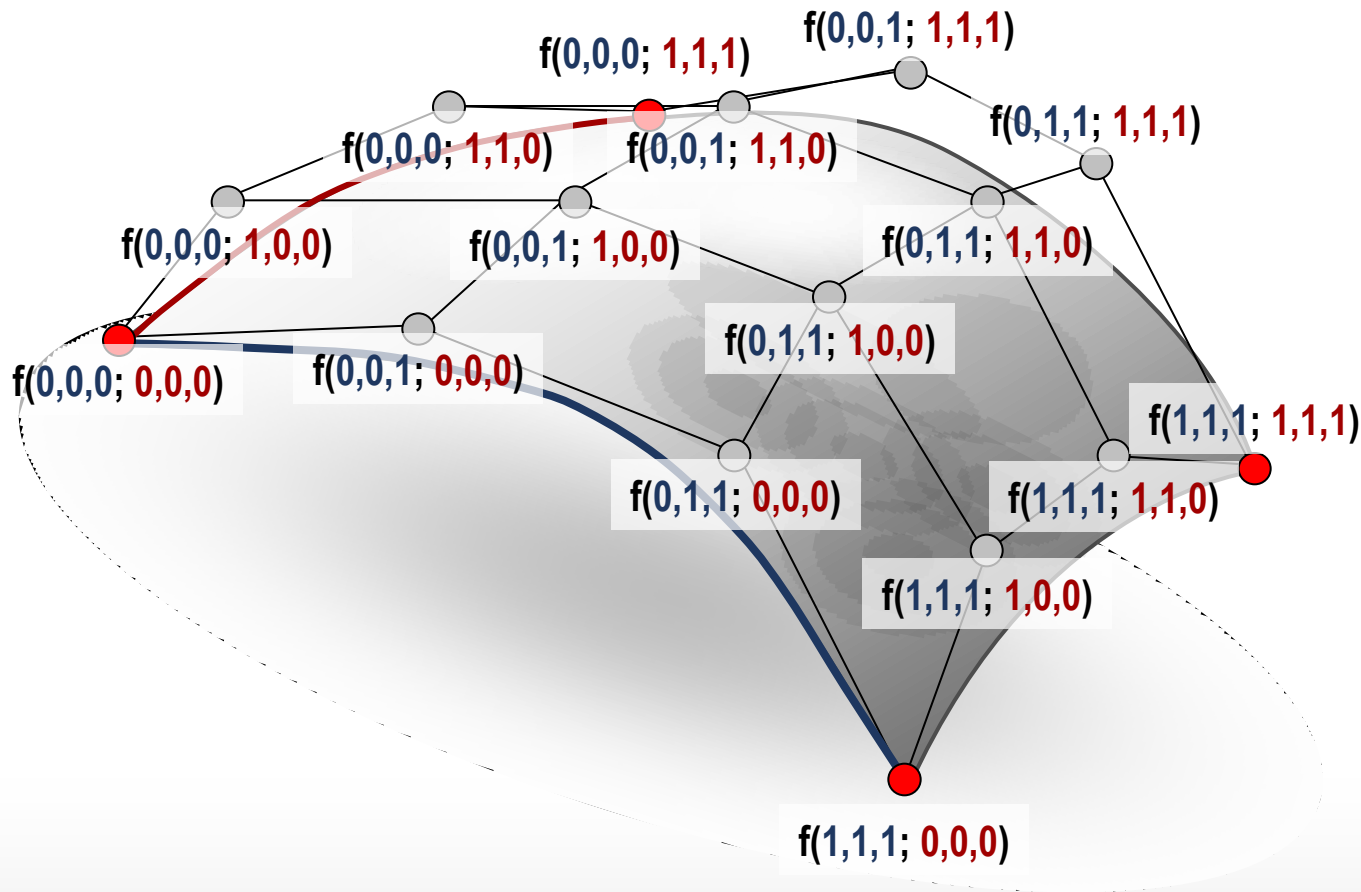 f(0,0,1; 1,1,1)
f(0,0,0; 1,1,1)
f(0,1,1; 1,1,1)
f(0,0,0; 1,1,0)
f(0,0,1; 1,1,0)
f(0,0,0; 1,0,0)
f(0,0,1; 1,0,0)
f(0,1,1; 1,1,0)
f(0,1,1; 1,0,0)
f(0,0,0; 0,0,0)
f(0,0,1; 0,0,0)
f(1,1,1; 1,1,1)
f(0,1,1; 0,0,0)
f(1,1,1; 1,1,0)
f(1,1,1; 1,0,0)
f(1,1,1; 0,0,0)